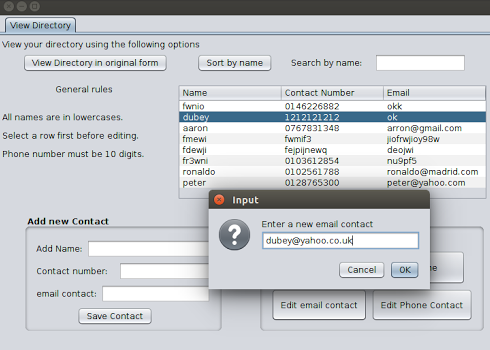 View Directory
View your directory using the following options
View Directory in original form
Sort by name
Search by name:
General rules
All names are in lowercases.
Select a row first before editing.
Phone number must be 10 digits.
Name Contact Number Email
fwnio 0146226882 okk
dubey 1212121212 ok
aaron 0767831348 arron@gmail.com
fmewi fwmif3 jiofrwjioy98w
fdewji fejpijnewq deojwi
fr3wni 0103612854 nu9pf5
ronaldo 0102561788 ronaldo@madrid.com
peter 0128765300 peter@yahoo.com
Input
Enter a new email contact
dubey@yahoo.co.uk
Cancel OK
Add new Contact
Add Name:
Contact number:
email contact:
Save Contact
Edit email contact
Edit Phone Contact